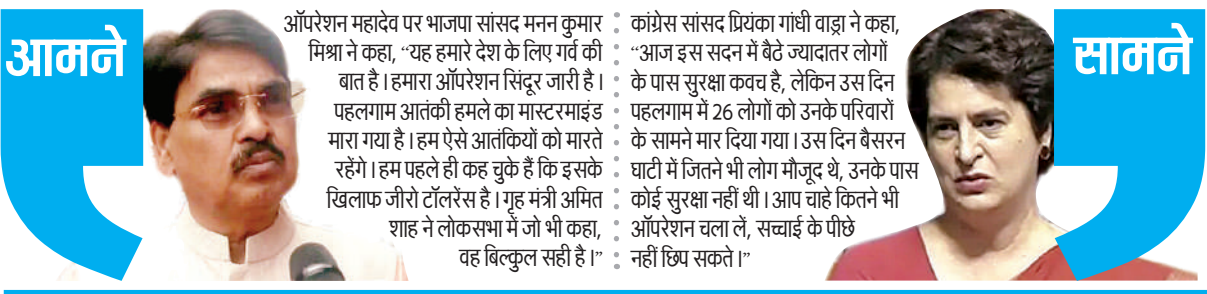 आमने
ऑपरेशन महादेव पर भाजपा सांसद मनन कुमार
मिश्रा ने कहा, “यह हमारे देश के लिए गर्व की
बात है। हमारा ऑपरेशन सिंदूर जारी है।
पहलगाम आतंकी हमले का मास्टरमाइंड
मारा गया है। हम ऐसे आतंकियों को मारते
रहेंगे। हम पहले ही कह चुके हैं कि इसके
खिलाफ जीरो टॉलरेंस है। गृह मंत्री अमित
शाह ने लोकसभा में जो भी कहा,
वह बिल्कुल सही है।”
कांग्रेस सांसद प्रियंका गांधी वाड्रा ने कहा,
“आज इस सदन में बैठे ज्यादातर लोगों
के पास सुरक्षा कवच है, लेकिन उस दिन
पहलगाम में 26 लोगों को उनके परिवारों
के सामने मार दिया गया। उस दिन बैसरन
घाटी में जितने भी लोग मौजूद थे, उनके पास
कोई सुरक्षा नहीं थी। आप चाहे कितने भी
ऑपरेशन चला लें, सच्चाई के पीछे
नहीं छिप सकते।”
सामने